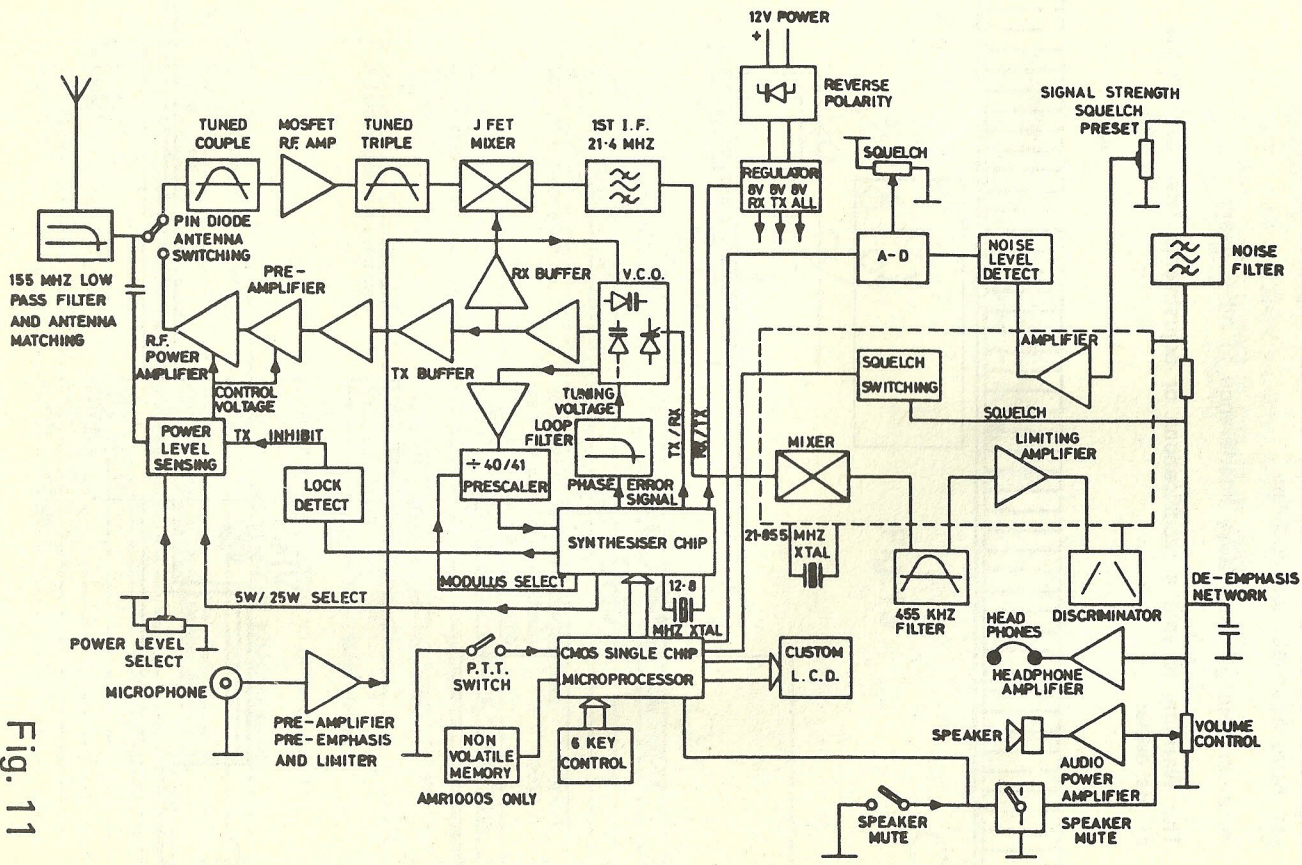 12V POWER
+
REVERSE
POLARITY
SIGNAL STRENGTH
SQUELCH
PRESET
TUNED
COUPLE
MOSFET
R.F. AMP
TUNED
TRIPLE
J FET
MIXER
1ST I.F.
21·4 MHZ
REGULATOR
8V 8V 8V
RX TX ALL
SQUELCH
PIN DIODE
ANTENNA
SWITCHING
155 MHZ LOW
PASS FILTER
AND ANTENNA
MATCHING
PRE-
AMPLIFIER
RX BUFFER
V.C.O.
A-D
NOISE
LEVEL
DETECT
NOISE
FILTER
R.F.
POWER
AMPLIFIER
CONTROL
VOLTAGE
TX BUFFER
TUNING
VOLTAGE
LOOP
FILTER
TX/RX
RX/TX
AMPLIFIER
SQUELCH
SWITCHING
SQUELCH
POWER
LEVEL
SENSING
TX INHIBIT
LOCK
DETECT
÷40/41
PRESCALER
PHASE ERROR
SIGNAL
MIXER
LIMITING
AMPLIFIER
SYNTHESISER CHIP
21·855 MHZ
XTAL
MODULUS SELECT
12·8
MHZ XTAL
5W/25W SELECT
455 KHZ
FILTER
DISCRIMINATOR
DE-EMPHASIS
NETWORK
POWER LEVEL
SELECT
P.T.T.
SWITCH
CMOS SINGLE CHIP
MICROPROCESSOR
CUSTOM
L.C.D.
HEAD
PHONES
HEADPHONE
AMPLIFIER
MICROPHONE
PRE-AMPLIFIER
PRE-EMPHASIS
AND LIMITER
NON
VOLATILE
MEMORY
AMR1000S ONLY
6 KEY
CONTROL
SPEAKER
AUDIO
POWER
AMPLIFIER
VOLUME
CONTROL
SPEAKER
MUTE
SPEAKER
MUTE
Fig. 11